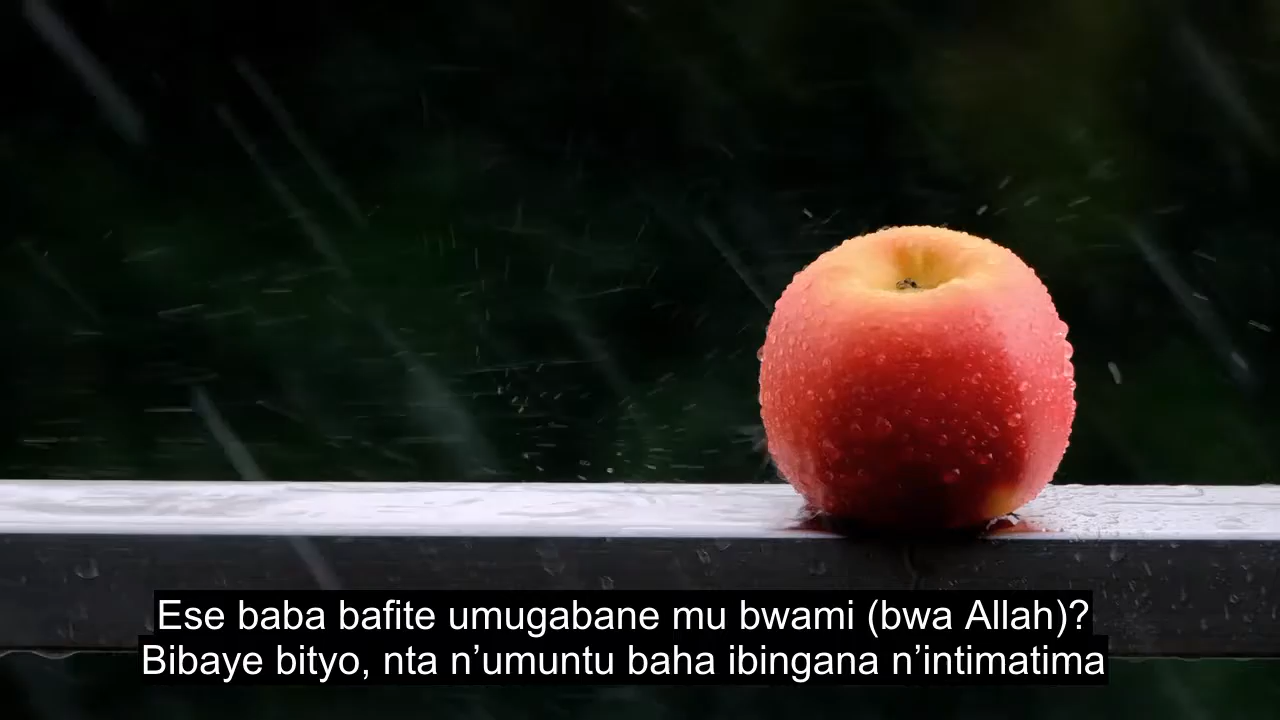 Ese baba bafite umugabane mu bwami (bwa Allah)?
Bibaye bityo, nta n’umuntu baha ibingana n’intimatima